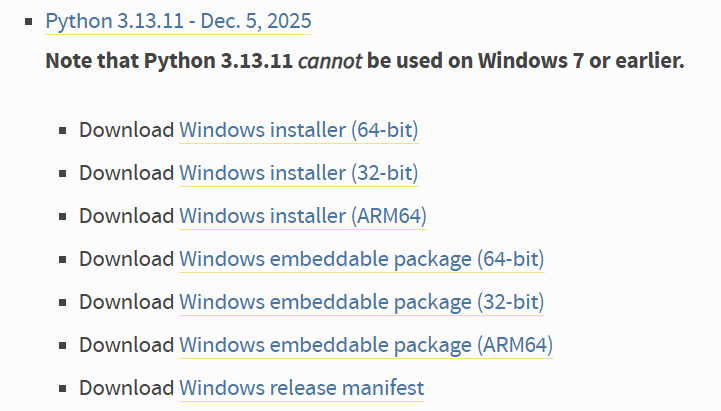 Python 3.13.11 - Dec. 5, 2025
Note that Python 3.13.11 cannot be used on Windows 7 or earlier.
Download Windows installer (64-bit)
Download Windows installer (32-bit)
Download Windows installer (ARM64)
Download Windows embeddable package (64-bit)
Download Windows embeddable package (32-bit)
Download Windows embeddable package (ARM64)
Download Windows release manifest